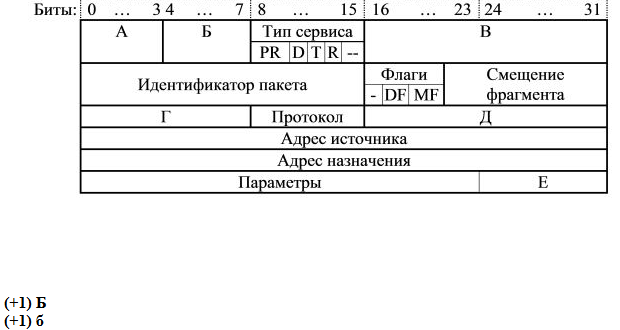 Биты: 0 … 3 4 … 7 8 … 15 16 … 23 24 … 31
А Б Тип сервиса В
PR D T R --
Идентификатор пакета Флаги Смещение
- DF MF фрагмента
Г Протокол Д
Адрес источника
Адрес назначения
Параметры Е
(+1) Б
(+1) б